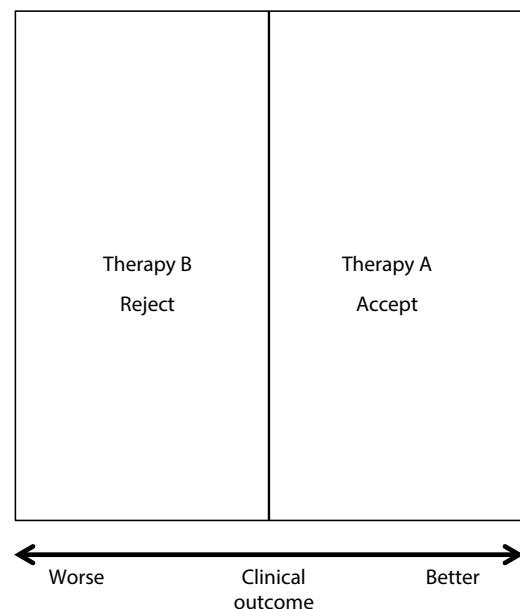 Therapy B
Reject
Therapy A
Accept
Worse
Clinical
outcome
Better